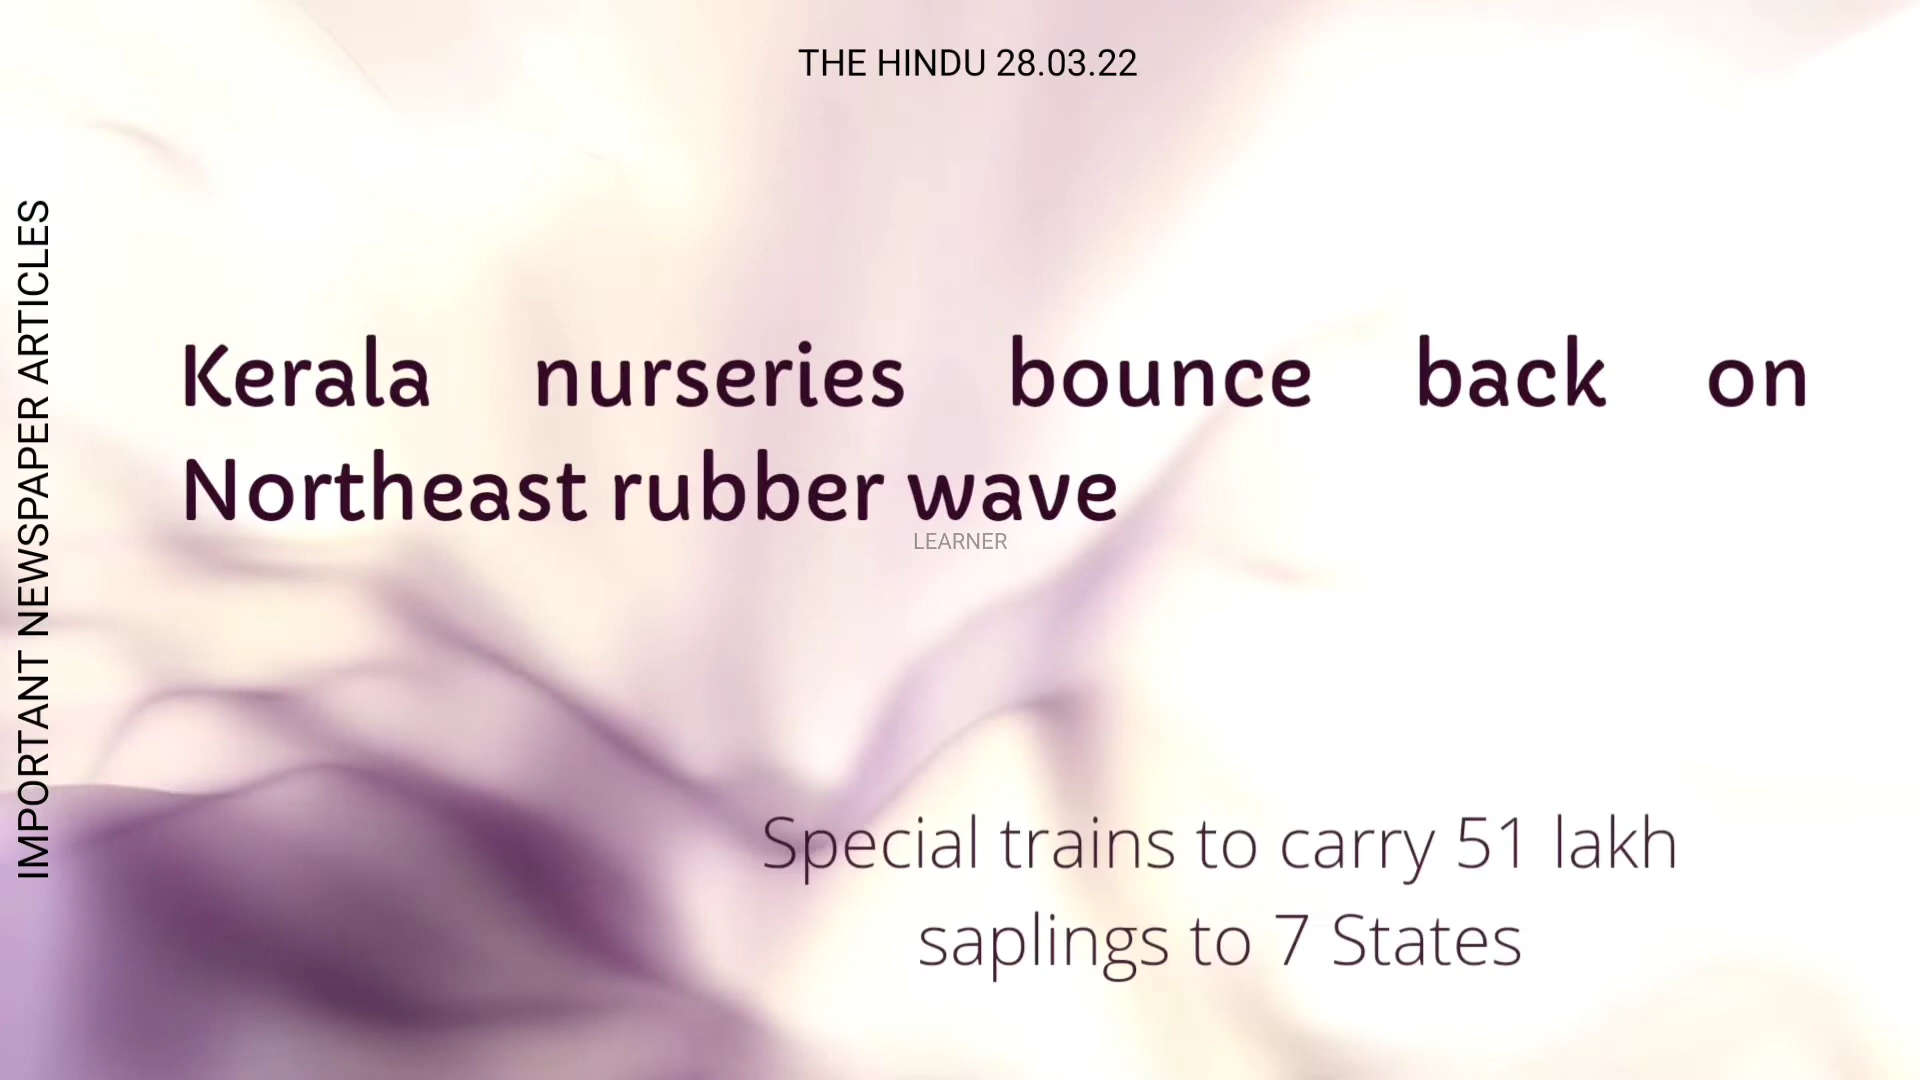 THE HINDU 28.03.22
IMPORTANT NEWSPAPER ARTICLES
Kerala nurseries bounce back on
Northeast rubber wave
LEARNER
Special trains to carry 51 lakh
saplings to 7 States